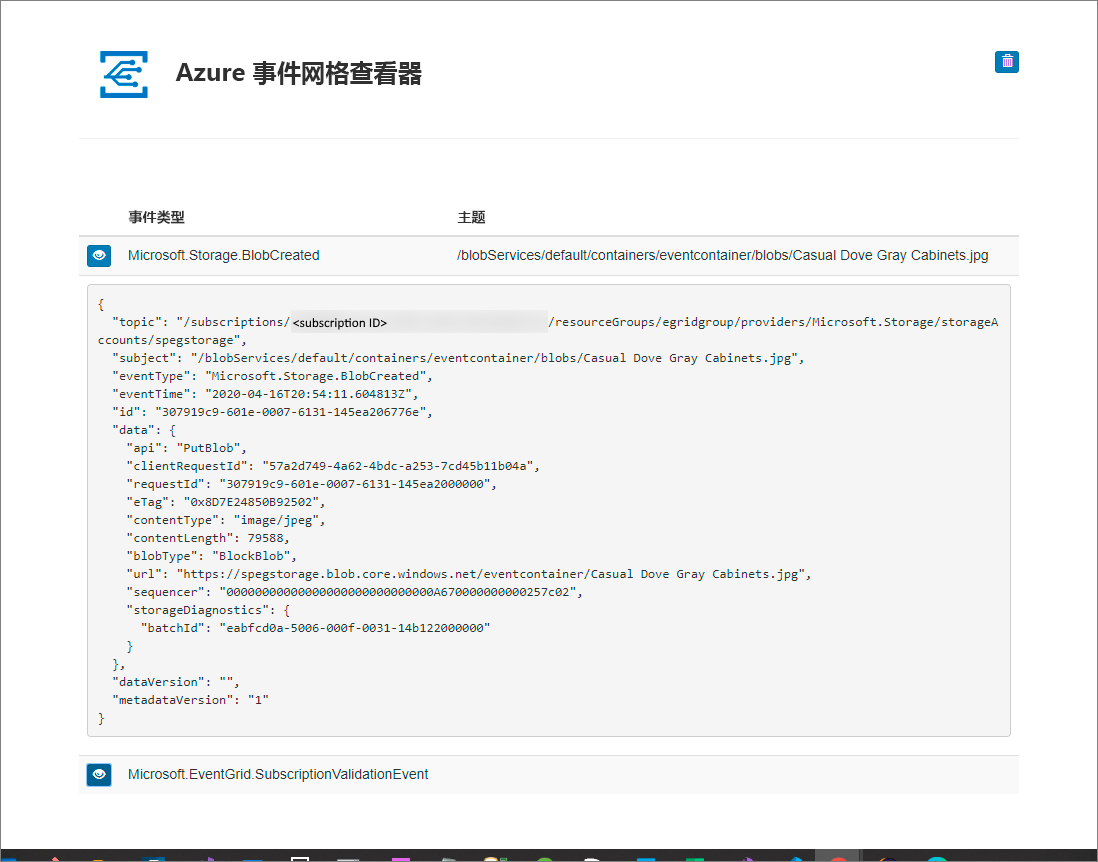 Azure 事件网格查看器
事件类型 主题
Microsoft.Storage.BlobCreated /blobServices/default/containers/eventcontainer/blobs/Casual Dove Gray Cabinets.jpg
{
"topic": "/subscriptions/ <subscription ID> /resourceGroups/egridgroup/providers/Microsoft.Storage/storageA
ccounts/spegstorage",
"subject": "/blobServices/default/containers/eventcontainer/blobs/Casual Dove Gray Cabinets.jpg",
"eventType": "Microsoft.Storage.BlobCreated",
"eventTime": "2020-04-16T20:54:11.604813Z",
"id": "307919c9-601e-0007-6131-145ea206776e",
"data": {
"api": "PutBlob",
"clientRequestId": "57a2d749-4a62-4bdc-a253-7cd45b11b04a",
"requestId": "307919c9-601e-0007-6131-145ea2000000",
"eTag": "0x8D7E24850B92502",
"contentType": "image/jpeg",
"contentLength": 79588,
"blobType": "BlockBlob",
"url": "https://spegstorage.blob.core.windows.net/eventcontainer/Casual Dove Gray Cabinets.jpg",
"sequencer": "00000000000000000000000000000A670000000000257c02",
"storageDiagnostics": {
"batchId": "eabfcd0a-5006-000f-0031-14b122000000"
}
},
"dataVersion": "",
"metadataVersion": "1"
}
Microsoft.EventGrid.SubscriptionValidationEvent